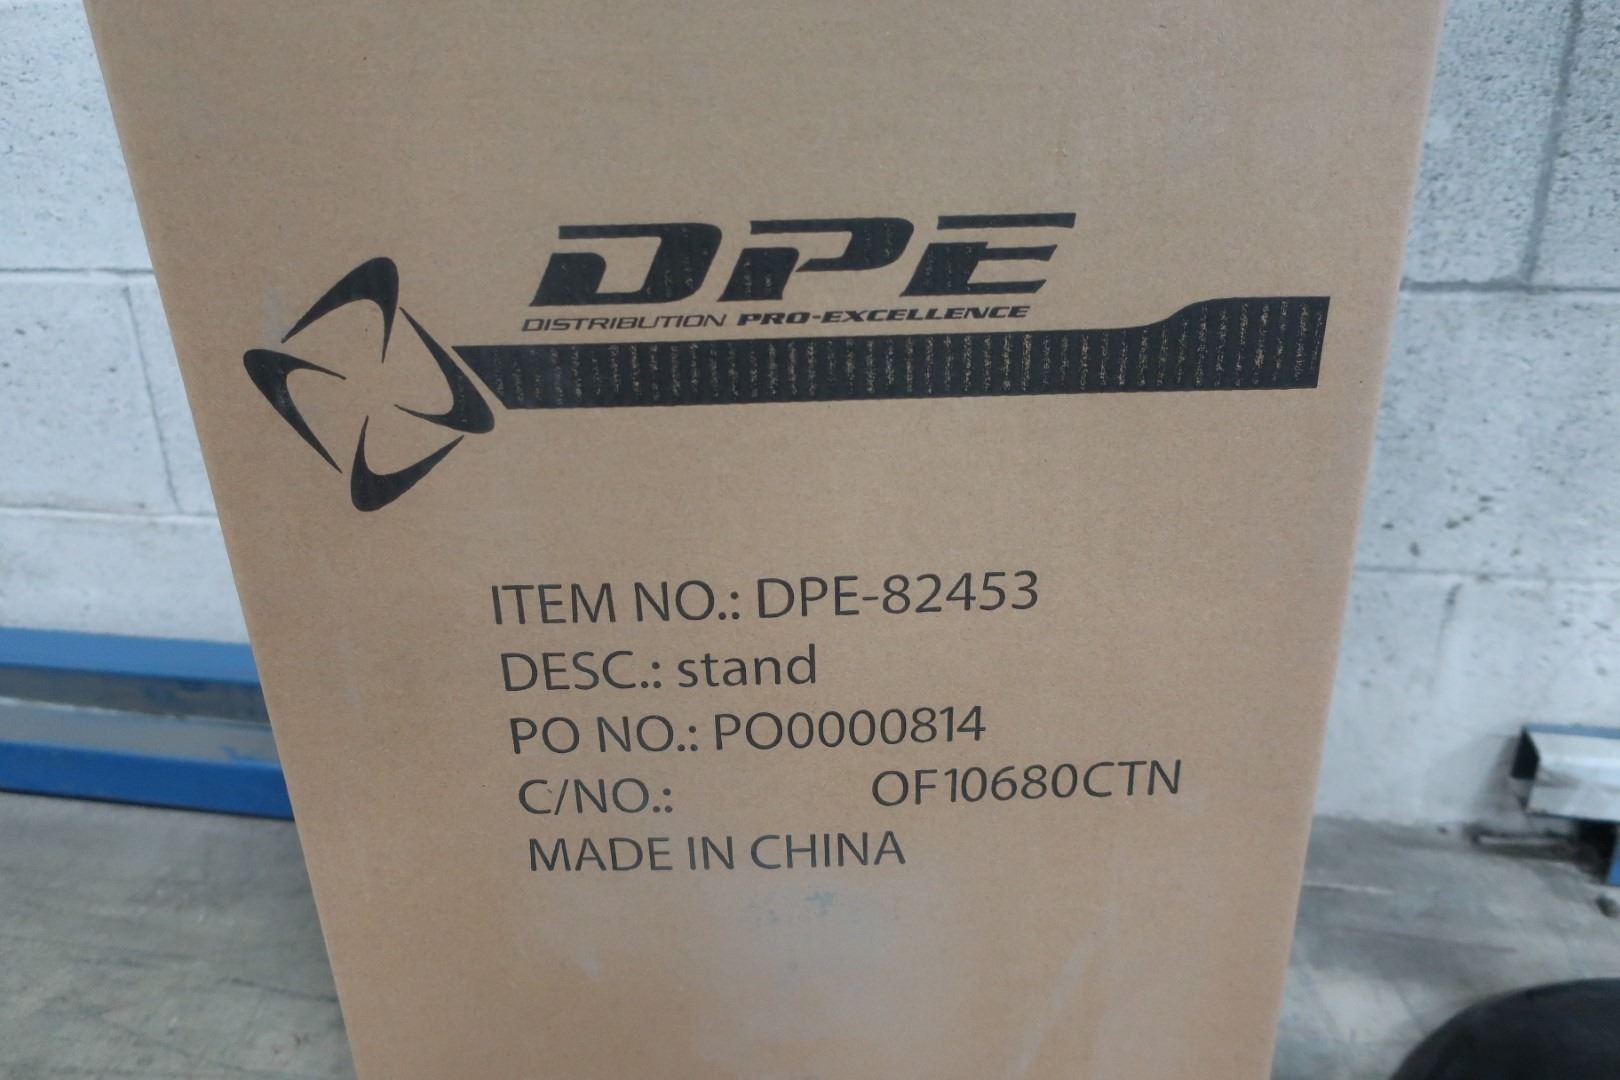 DPE
DISTRIBUTION PRO-EXCELLENCE
ITEM NO.: DPE-82453
DESC.: stand
PO NO.: PO0000814
C/NO.: OF10680CTN
MADE IN CHINA